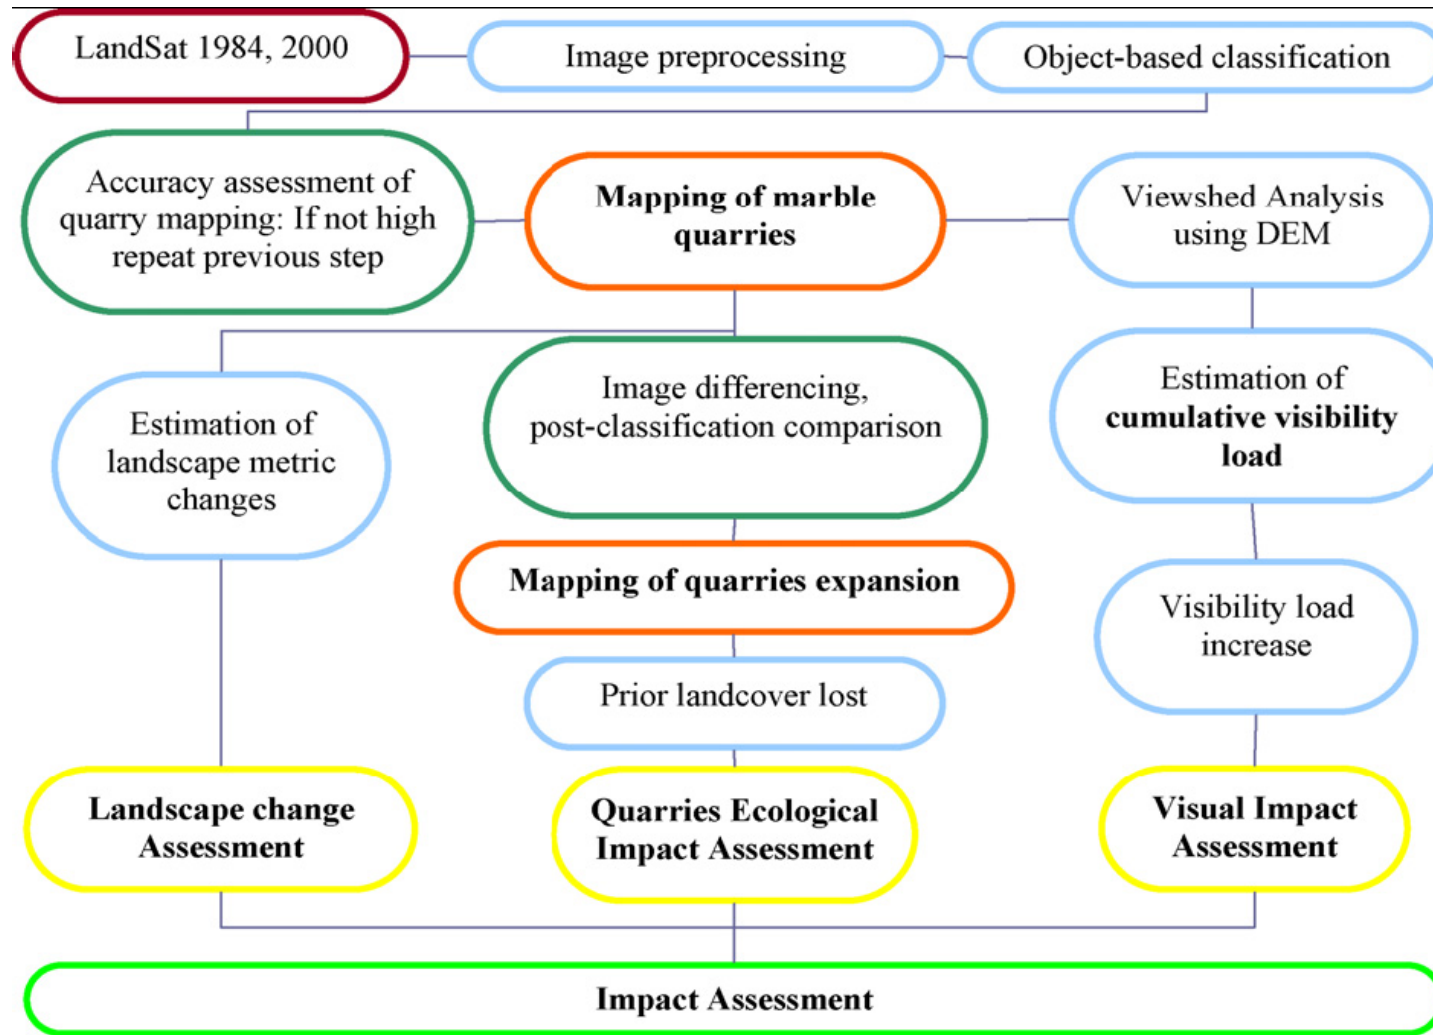 LandSat 1984, 2000
Image preprocessing
Object-based classification
Accuracy assessment of
quarry mapping: If not high
repeat previous step
Mapping of marble
quarries
Viewshed Analysis
using DEM
Estimation of
landscape metric
changes
Image differencing,
post-classification comparison
Estimation of
cumulative visibility
load
Mapping of quarries expansion
Visibility load
increase
Prior landcover lost
Landscape change
Assessment
Quarries Ecological
Impact Assessment
Visual Impact
Assessment
Impact Assessment